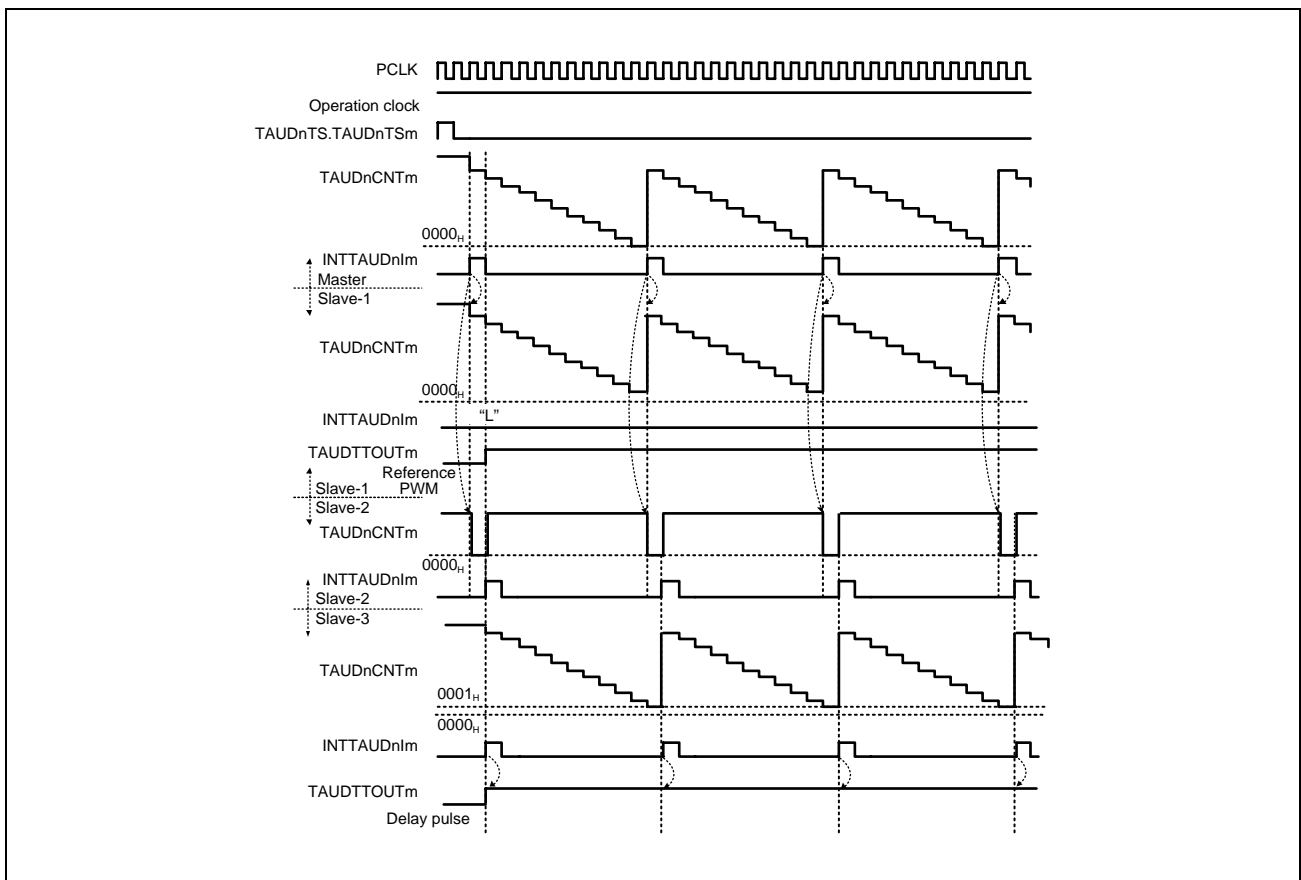 PCLK
Operation clock
TAUDnTS.TAUDnTSm
TAUDnCNTm
0000H
INTTAUDnIm
Master
Slave-1
TAUDnCNTm
0000H
INTTAUDnIm
"L"
TAUDTTOUTm
Reference
Slave-1 PWM
Slave-2
TAUDnCNTm
0000H
INTTAUDnIm
Slave-2
Slave-3
TAUDnCNTm
0001H
0000H
INTTAUDnIm
TAUDTTOUTm
Delay pulse